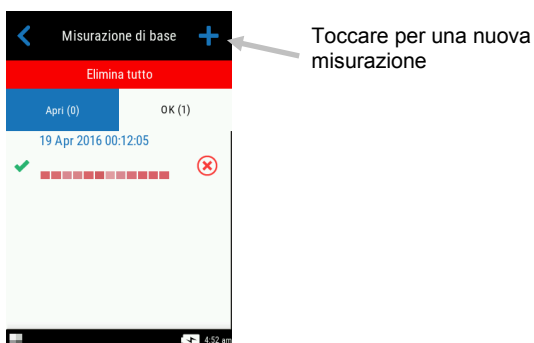 Misurazione di base
Toccare per una nuova
misurazione
Elimina tutto
Apri (0)
OK (1)
19 Apr 2016 00:12:05
4:52 am